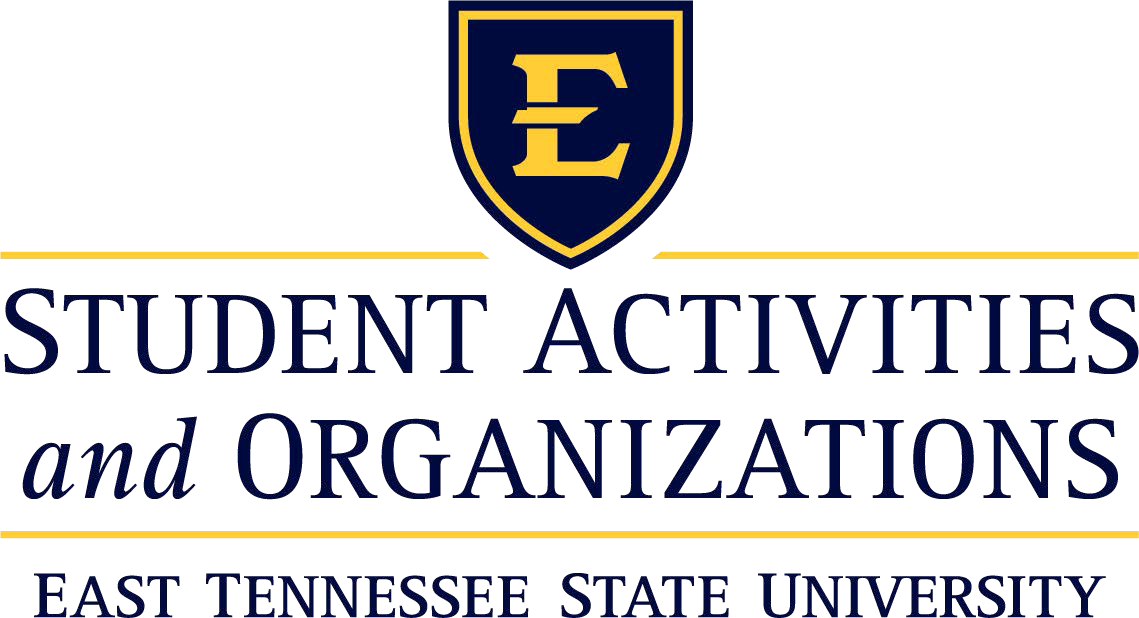 E
STUDENT ACTIVITIES
and ORGANIZATIONS
EAST TENNESSEE STATE UNIVERSITY